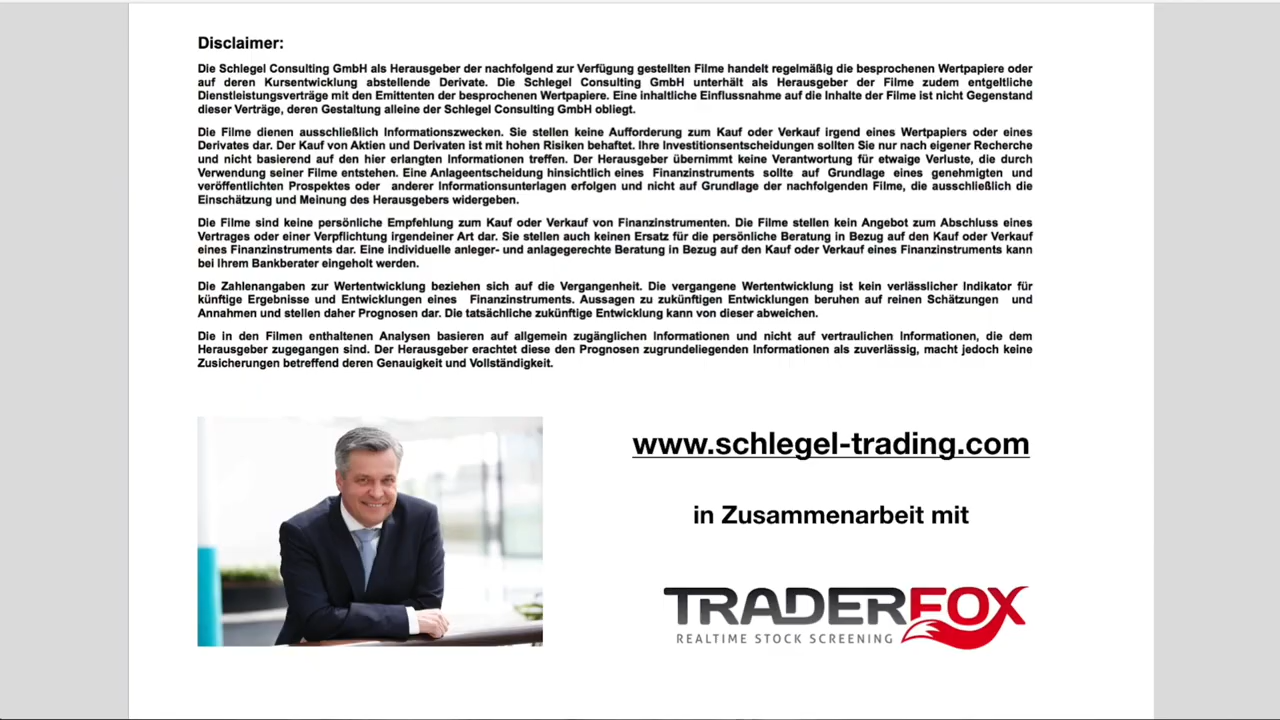 Disclaimer:
Die Schlegel Consulting GmbH als Herausgeber der nachfolgend zur Verfügung gestellten Filme handelt regelmäßig die besprochenen Wertpapiere oder
auf deren Kursentwicklung abstellende Derivate. Die Schlegel Consulting GmbH unterhält als Herausgeber der Filme zudem entgeltliche
Dienstleistungsverträge mit den Emittenten der besprochenen Wertpapiere. Eine inhaltliche Einflussnahme auf die Inhalte der Filme ist nicht Gegenstand
dieser Verträge, deren Gestaltung alleine der Schlegel Consulting GmbH obliegt.
Die Filme dienen ausschließlich Informationszwecken. Sie stellen keine Aufforderung zum Kauf oder Verkauf irgend eines Wertpapiers oder eines
Derivates dar. Der Kauf von Aktien und Derivaten ist mit hohen Risiken behaftet. Ihre Investitionsentscheidungen sollten Sie nur nach eigener Recherche
und nicht basierend auf den hier erlangten Informationen treffen. Der Herausgeber übernimmt keine Verantwortung für etwaige Verluste, die durch
Verwendung seiner Filme entstehen. Eine Anlageentscheidung hinsichtlich eines Finanzinstruments sollte auf Grundlage eines genehmigten und
veröffentlichten Prospektes oder anderer Informationsunterlagen erfolgen und nicht auf Grundlage der nachfolgenden Filme, die ausschließlich die
Einschätzung und Meinung des Herausgebers widergeben.
Die Filme sind keine persönliche Empfehlung zum Kauf oder Verkauf von Finanzinstrumenten. Die Filme stellen kein Angebot zum Abschluss eines
Vertrages oder einer Verpflichtung irgendeiner Art dar. Sie stellen auch keinen Ersatz für die persönliche Beratung in Bezug auf den Kauf oder Verkauf
eines Finanzinstruments dar. Eine individuelle anleger- und anlagegerechte Beratung in Bezug auf den Kauf oder Verkauf eines Finanzinstruments kann
bei Ihrem Bankberater eingeholt werden.
Die Zahlenangaben zur Wertentwicklung beziehen sich auf die Vergangenheit. Die vergangene Wertentwicklung ist kein verlässlicher Indikator für
künftige Ergebnisse und Entwicklungen eines Finanzinstruments. Aussagen zu zukünftigen Entwicklungen beruhen auf reinen Schätzungen und
Annahmen und stellen daher Prognosen dar. Die tatsächliche zukünftige Entwicklung kann von dieser abweichen.
Die in den Filmen enthaltenen Analysen basieren auf allgemein zugänglichen Informationen und nicht auf vertraulichen Informationen, die dem
Herausgeber zugegangen sind. Der Herausgeber erachtet diese den Prognosen zugrundeliegenden Informationen als zuverlässig, macht jedoch keine
Zusicherungen betreffend deren Genauigkeit und Vollständigkeit.
www.schlegel-trading.com
in Zusammenarbeit mit
TRADERFOX
REALTIME STOCK SCREENING